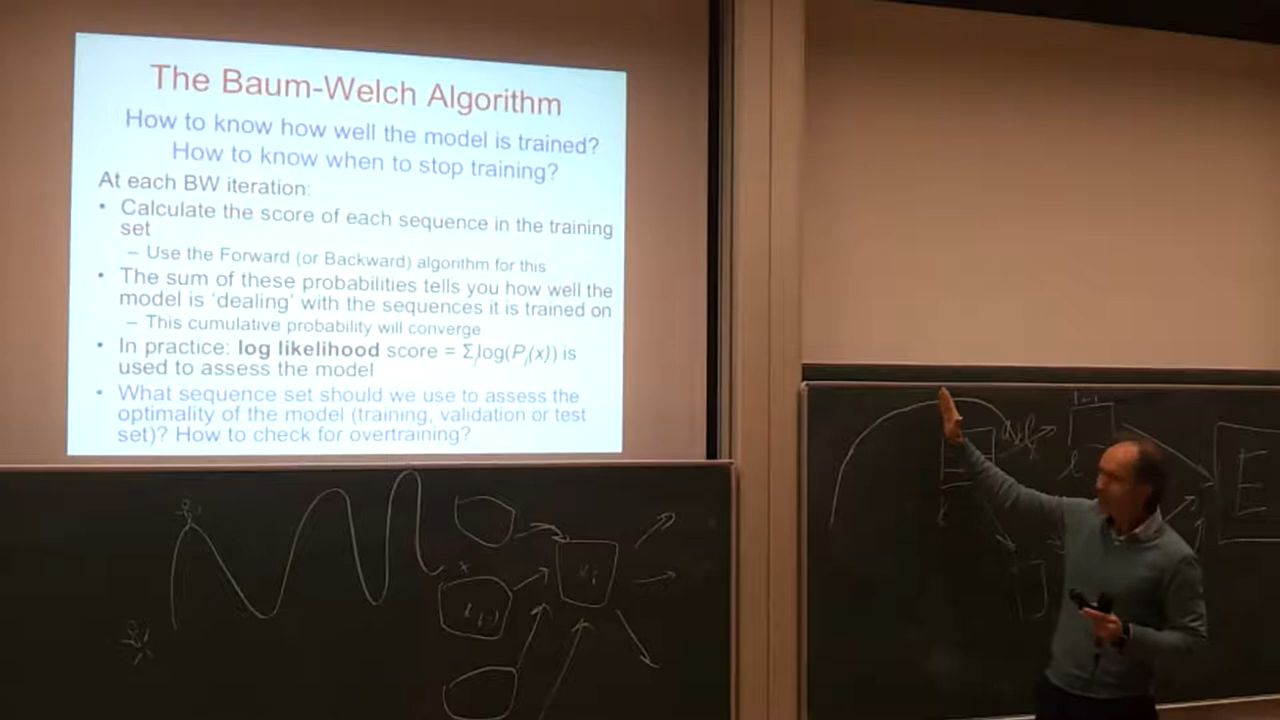 The Baum-Welch Algorithm
How to know how well the model is trained?
How to know when to stop training?
At each BW iteration:
• Calculate the score of each sequence in the training
set
– Use the Forward (or Backward) algorithm for this
• The sum of these probabilities tells you how well the
model is ‘dealing’ with the sequences it is trained on
– This cumulative probability will converge
• In practice: log likelihood score = Σᵢlog(Pᵢ(x)) is
used to assess the model
• What sequence set should we use to assess the
optimality of the model (training, validation or test
set)? How to check for overtraining?
E